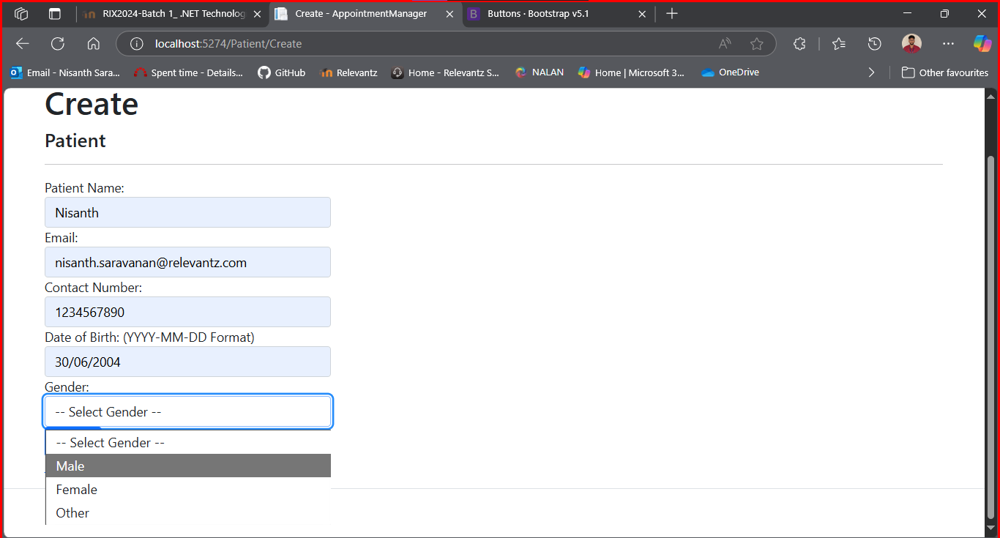 RIX2024-Batch 1_ .NET Technolog
Create - AppointmentManager
Buttons · Bootstrap v5.1
localhost:5274/Patient/Create
Email - Nisanth Sara...
Spent time - Details...
GitHub
Relevantz
Home - Relevantz S...
NALAN
Home | Microsoft 3...
OneDrive
Other favourites
Create
Patient
Patient Name:
Nisanth
Email:
nisanth.saravanan@relevantz.com
Contact Number:
1234567890
Date of Birth: (YYYY-MM-DD Format)
30/06/2004
Gender:
-- Select Gender --
-- Select Gender --
Male
Female
Other